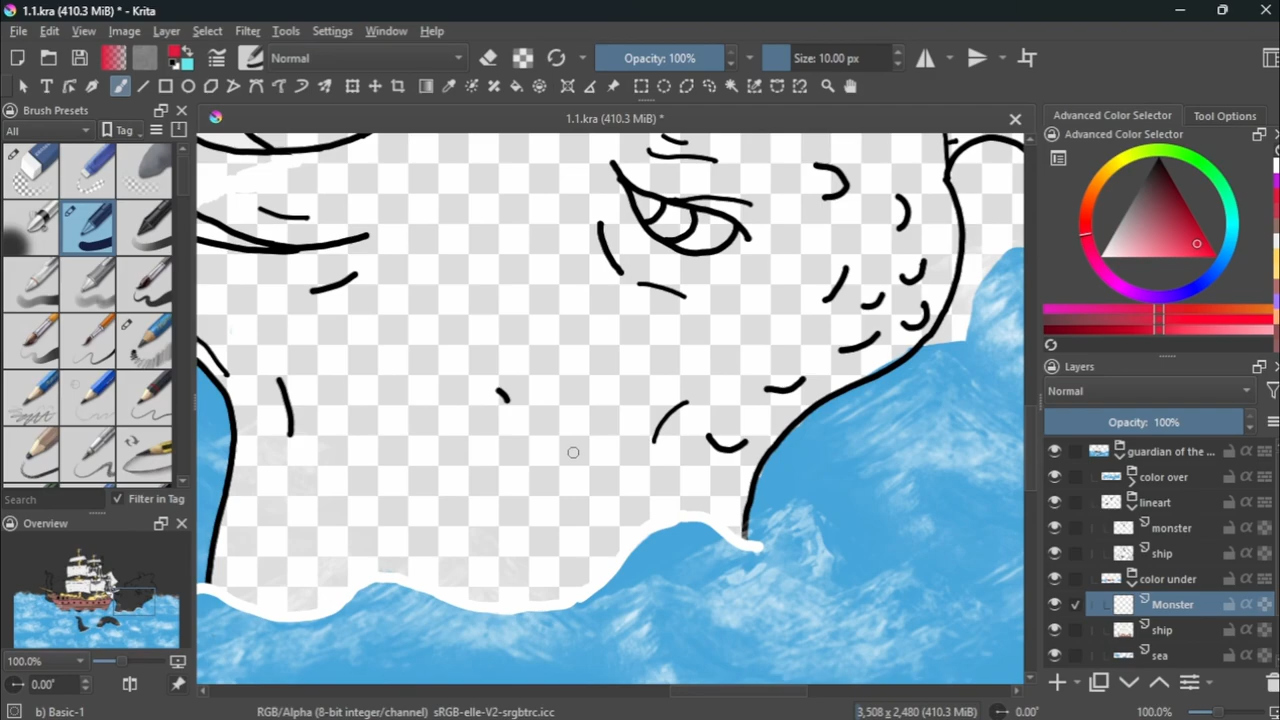 1.1.kra (410.3 MiB) * - Krita
File Edit View Image Layer Select Filter Tools Settings Window Help
Normal Opacity: 100% Size: 10.00 px
Brush Presets
All Tag
1.1.kra (410.3 MiB) *
Search Filter in Tag
Overview
100.0%
0.00°
b) Basic-1
RGB/Alpha (8-bit integer/channel) sRGB-elle-V2-srgbtrc.icc
3,508 x 2,480 (410.3 MiB)
0.00°
100.0%
Advanced Color Selector Tool Options
Advanced Color Selector
Layers
Normal
Opacity: 100%
guardian of the ...
color over
lineart
monster
ship
color under
Monster
ship
sea